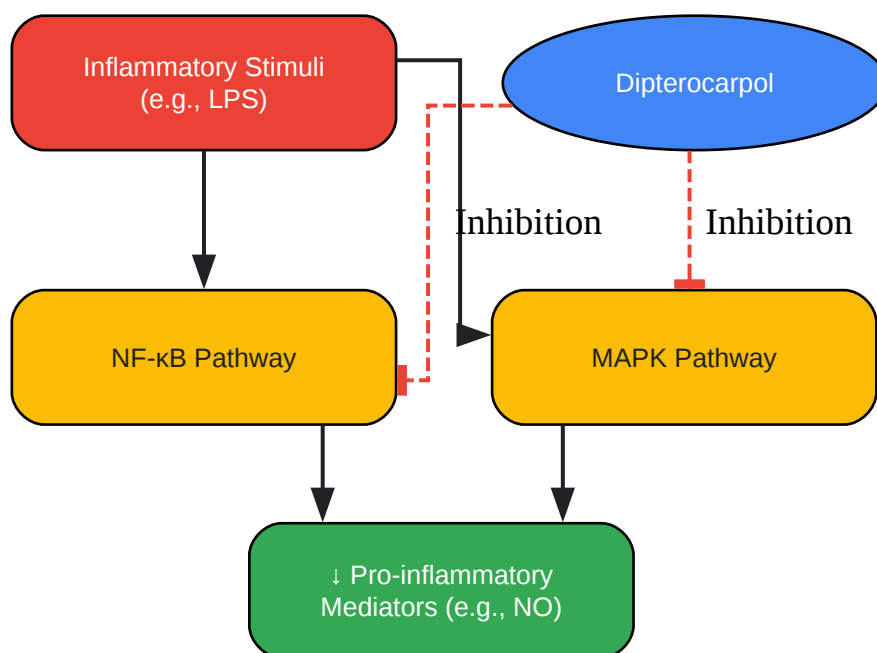 Inflammatory Stimuli
(e.g., LPS)
Dipterocarpol
Inhibition
Inhibition
NF-κB Pathway
MAPK Pathway
↓ Pro-inflammatory
Mediators (e.g., NO)